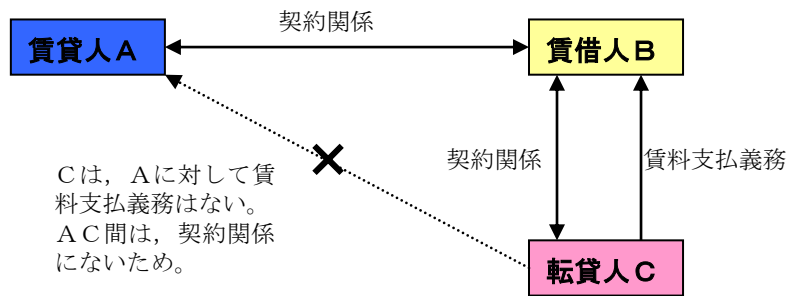 契約関係
賃貸人A
賃借人B
契約関係
賃料支払義務
Cは，Aに対して賃
料支払義務はない。
AC間は，契約関係
にないため。
転貸人C